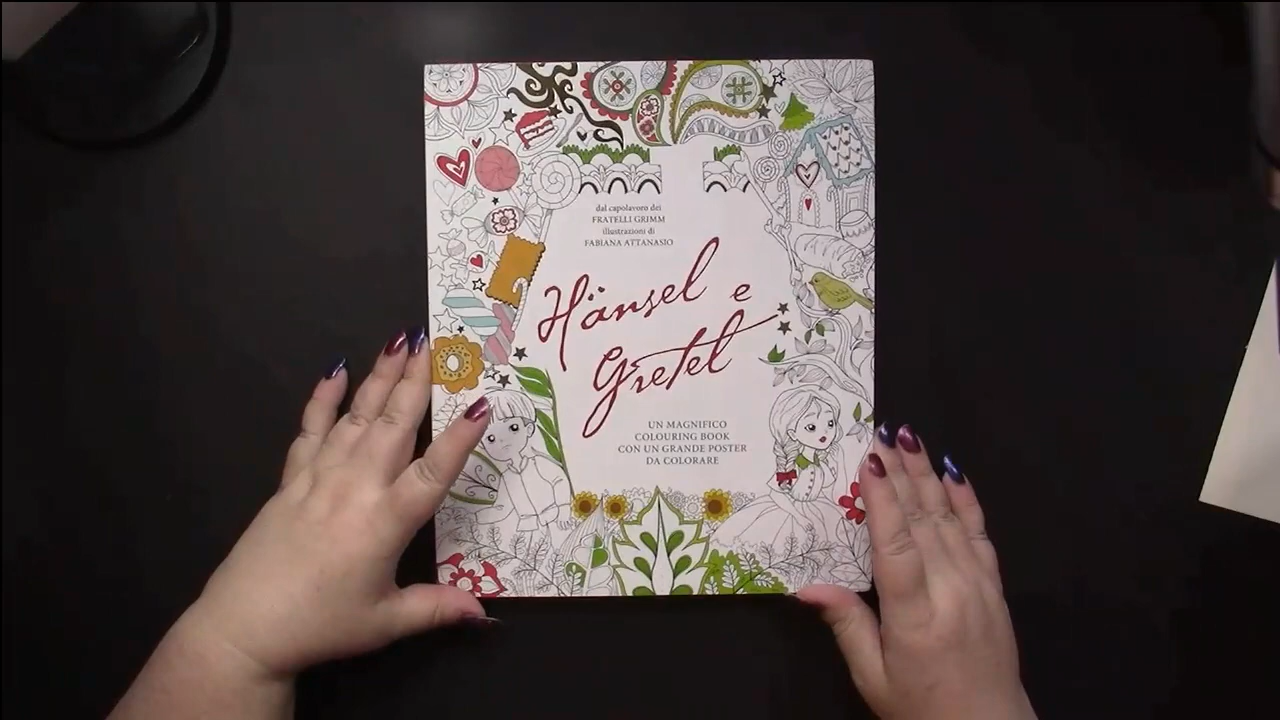 dal capolavoro dei
FRATELLI GRIMM
illustrazioni di
FABIANA ATTANASIO
Hänsel e
Gretel
UN MAGNIFICO
COLOURING BOOK
CON UN GRANDE POSTER
DA COLORARE